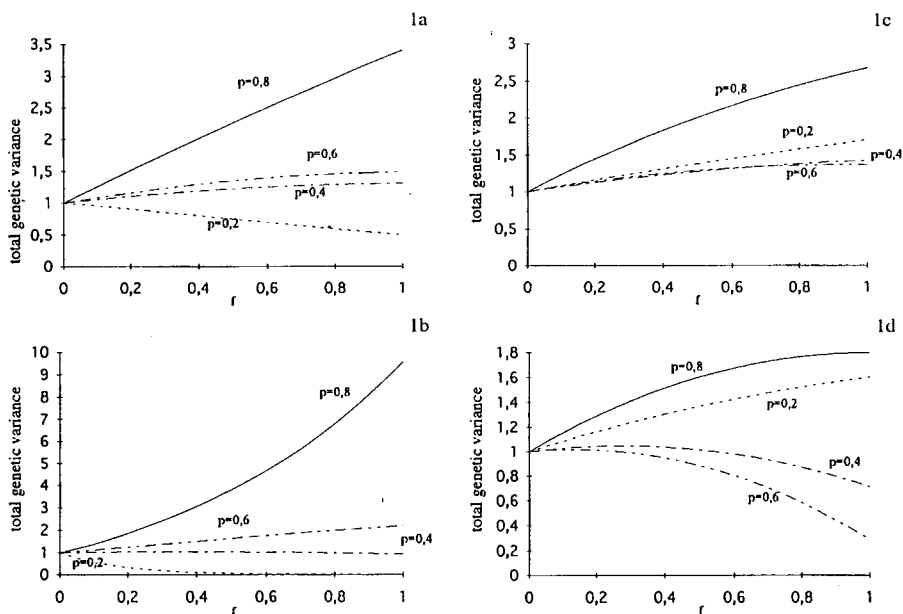 1a
total genetic variance
3,5
3
2,5
2
1,5
1
0,5
0
p=0,8
p=0,6
p=0,4
p=0,2
0 0,2 0,4 0,6 0,8 1
f
1c
total genetic variance
3
2,5
2
1,5
1
0,5
0
p=0,8
p=0,2
p=0,4
p=0,6
0 0,2 0,4 0,6 0,8 1
f
1b
total genetic variance
10
9
8
7
6
5
4
3
2
1
0
p=0,8
p=0,6
p=0,4
p=0,2
0 0,2 0,4 0,6 0,8 1
f
1d
total genetic variance
1,8
1,6
1,4
1,2
1
0,8
0,6
0,4
0,2
0
p=0,8
p=0,2
p=0,4
p=0,6
0 0,2 0,4 0,6 0,8 1
f